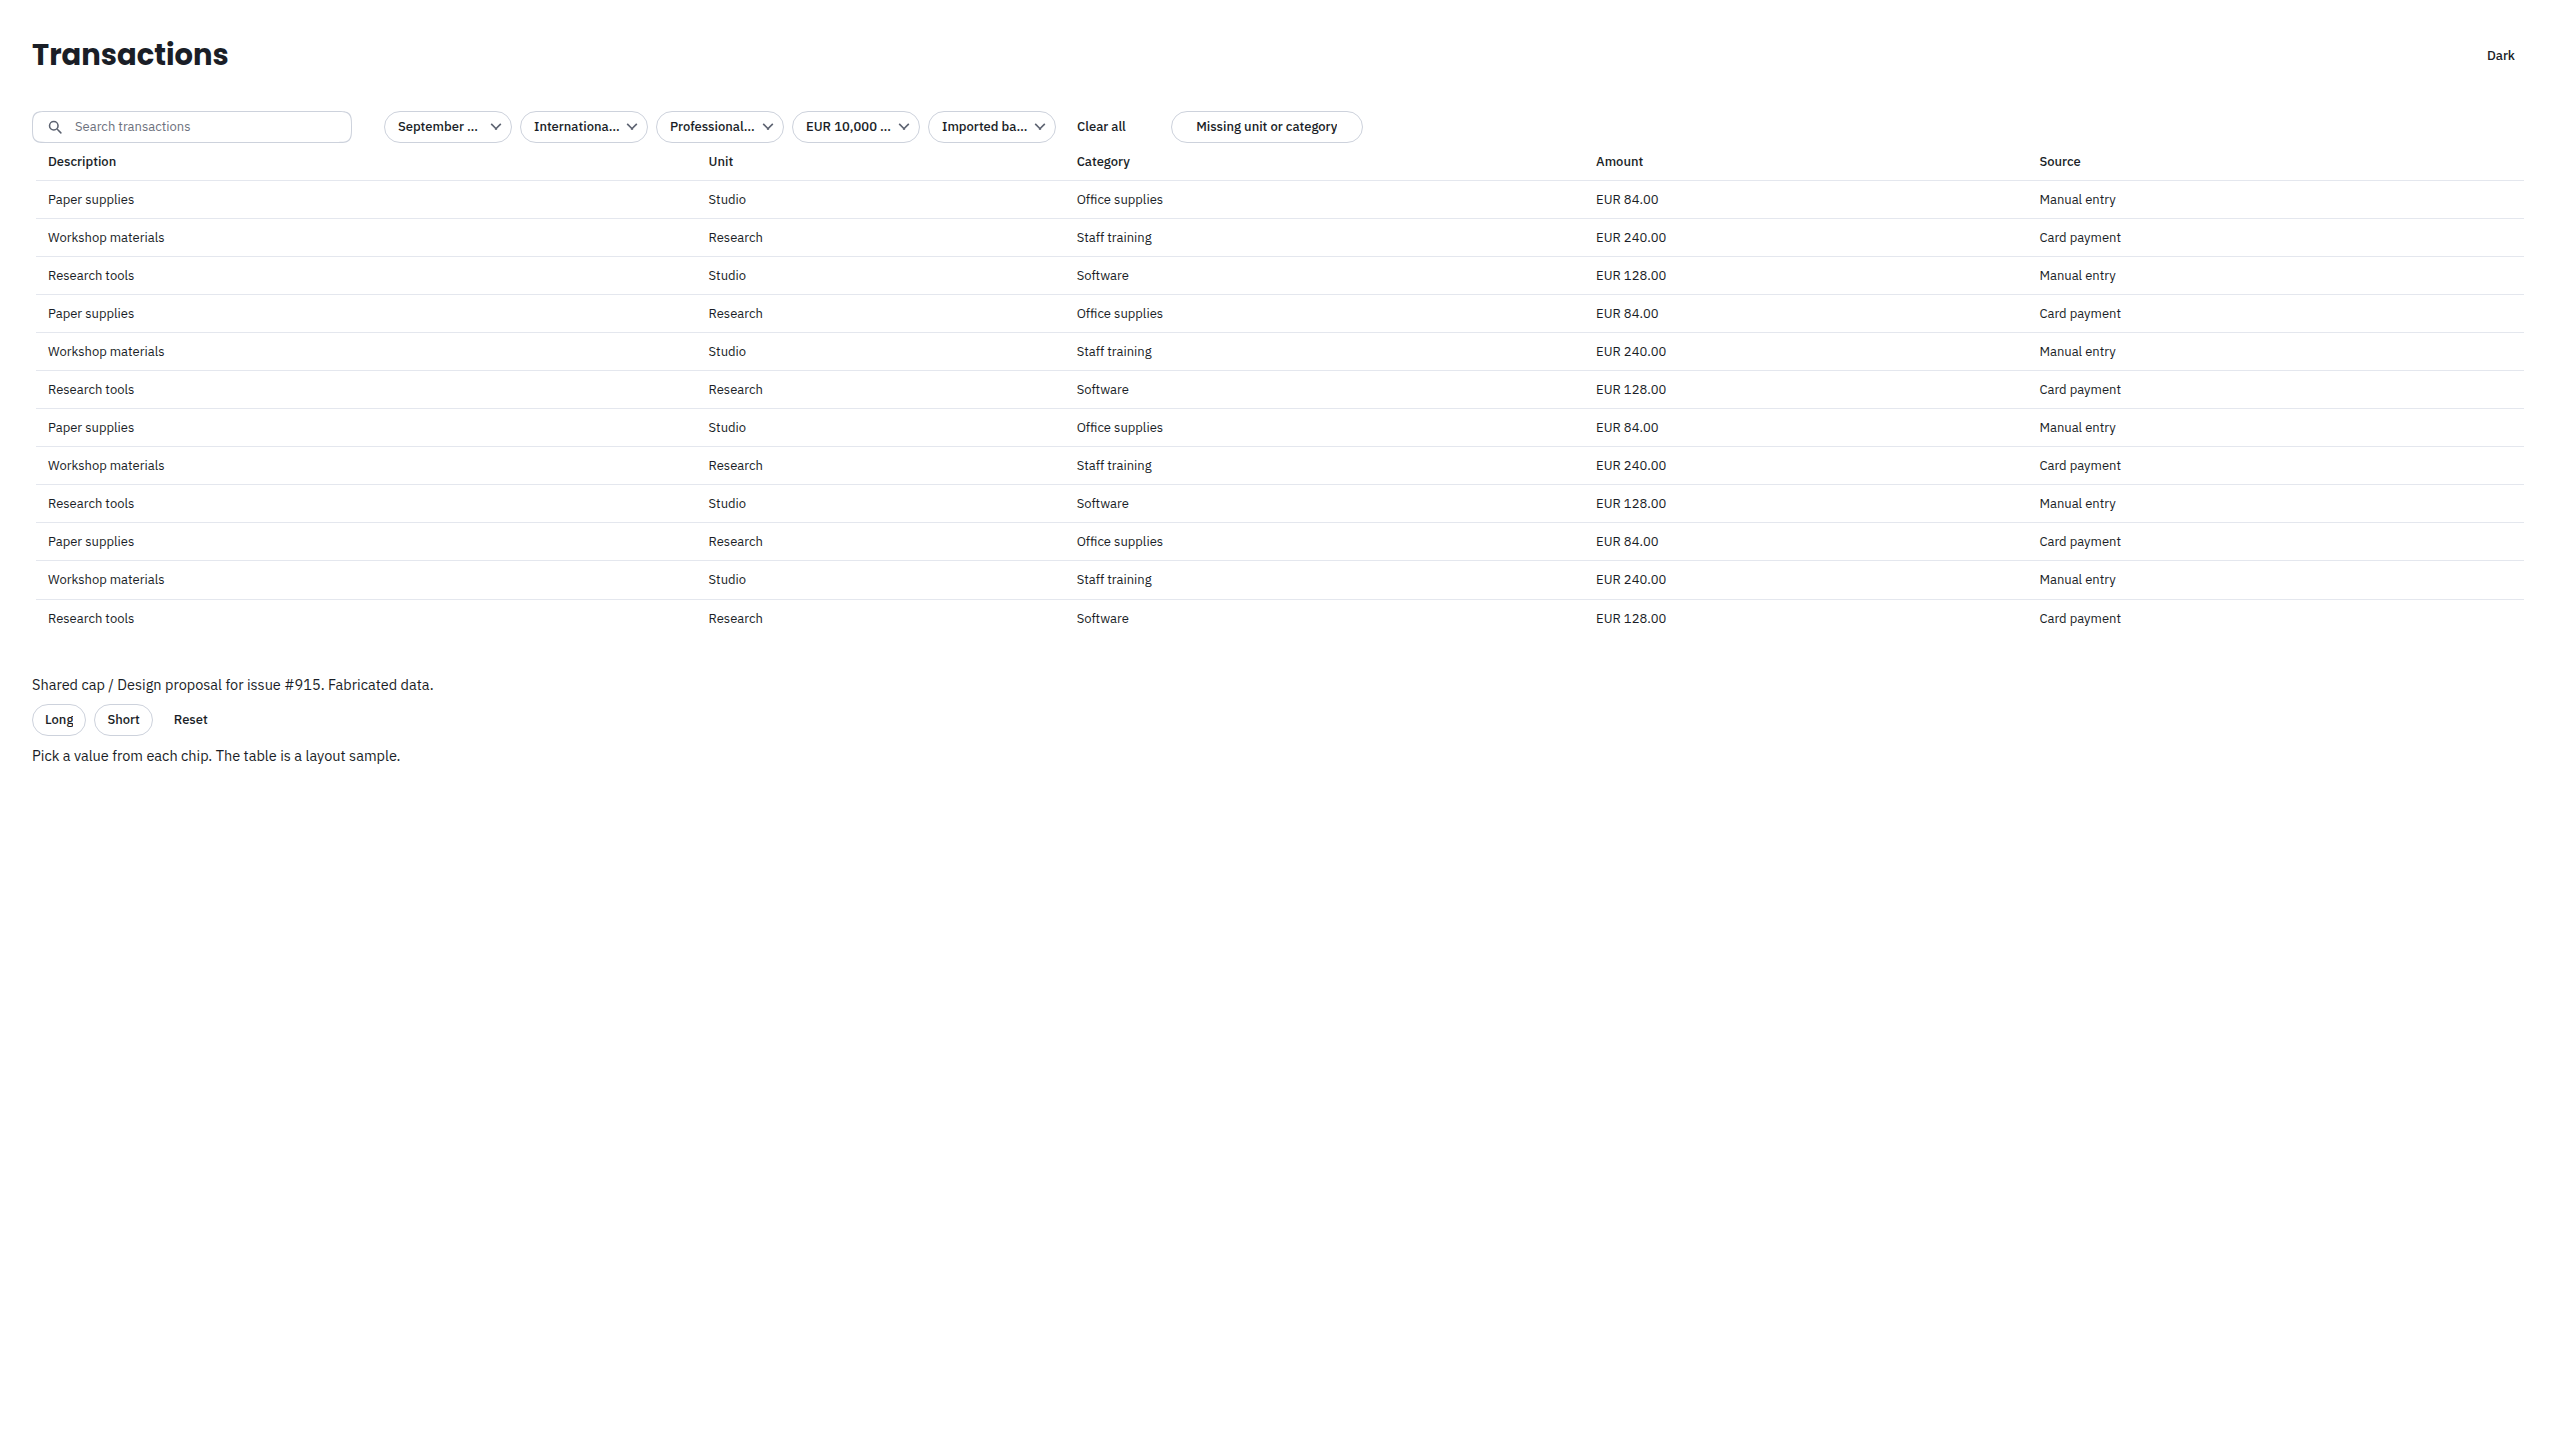 Transactions
Dark
Search transactions September ... Internationa... Professional... EUR 10,000 ... Imported ba... Clear all Missing unit or category
Description Unit Category Amount Source
Paper supplies Studio Office supplies EUR 84.00 Manual entry
Workshop materials Research Staff training EUR 240.00 Card payment
Research tools Studio Software EUR 128.00 Manual entry
Paper supplies Research Office supplies EUR 84.00 Card payment
Workshop materials Studio Staff training EUR 240.00 Manual entry
Research tools Research Software EUR 128.00 Card payment
Paper supplies Studio Office supplies EUR 84.00 Manual entry
Workshop materials Research Staff training EUR 240.00 Card payment
Research tools Studio Software EUR 128.00 Manual entry
Paper supplies Research Office supplies EUR 84.00 Card payment
Workshop materials Studio Staff training EUR 240.00 Manual entry
Research tools Research Software EUR 128.00 Card payment
Shared cap / Design proposal for issue #915. Fabricated data.
Long Short Reset
Pick a value from each chip. The table is a layout sample.